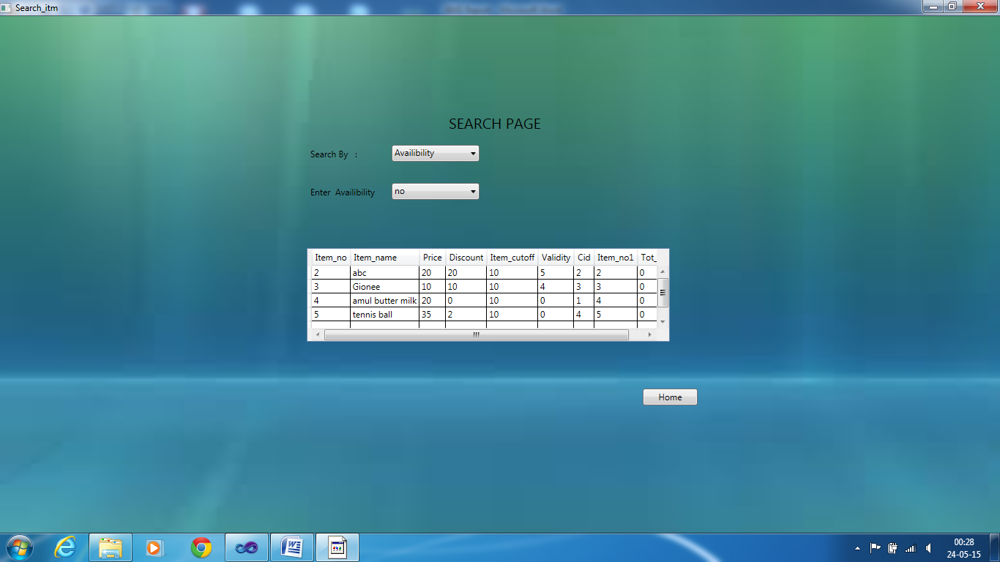 Search_itm
SEARCH PAGE
Search By : Availibility
Enter Availibility no
Item_no Item_name Price Discount Item_cutoff Validity Cid Item_no1 Tot_
2 abc 20 20 10 5 2 2 0
3 Gionee 10 10 10 4 3 3 0
4 amul butter milk 20 0 10 0 1 4 0
5 tennis ball 35 2 10 0 4 5 0
Home
00:28
24-05-15